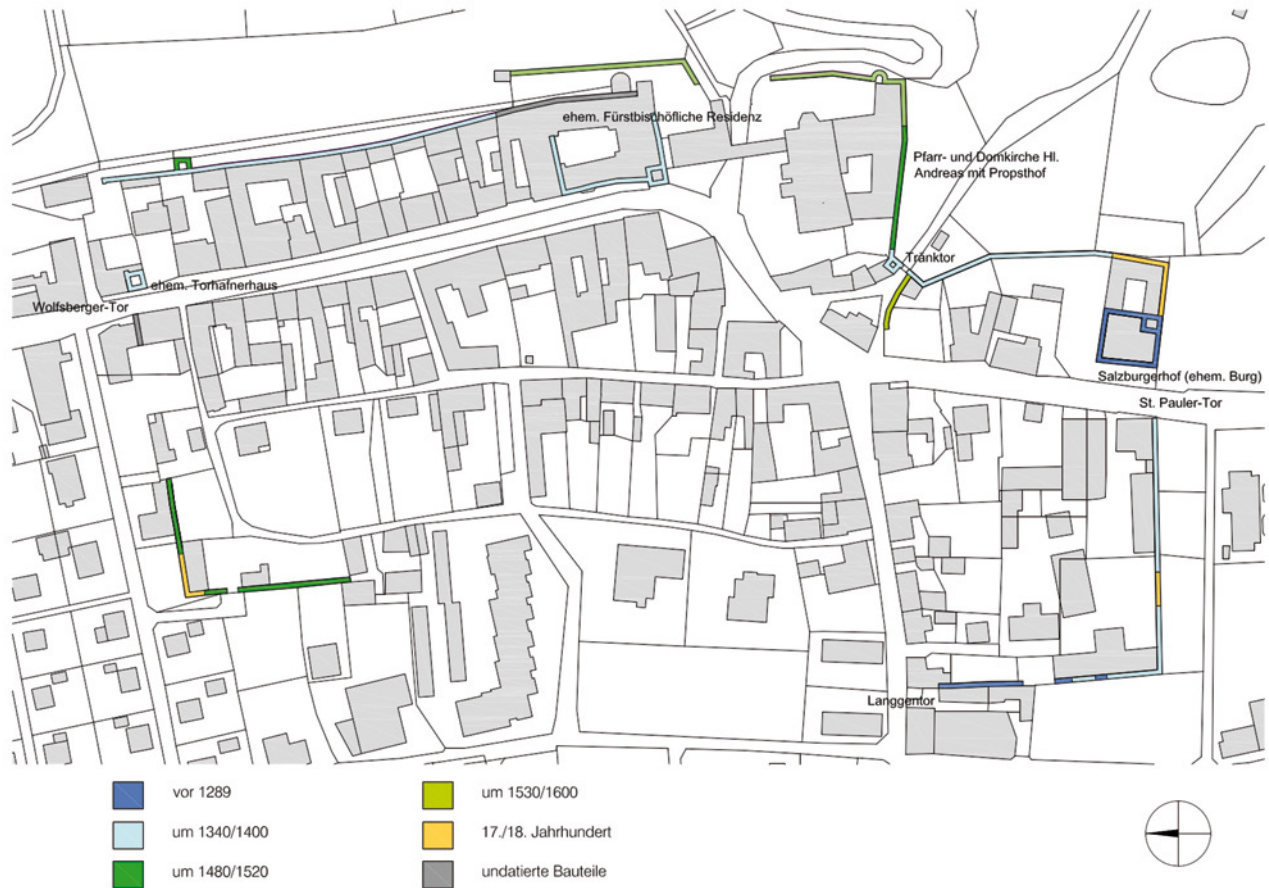 ehem. Fürstbischöfliche Residenz
Pfarr- und Domkirche Hl.
Andreas mit Propsthof
Tränktor
ehem. Torhafnerhaus
Wolfsberger-Tor
Salzburgerhof (ehem. Burg)
St. Pauler-Tor
Langgentor
vor 1289
um 1340/1400
um 1480/1520
um 1530/1600
17./18. Jahrhundert
undatierte Bauteile